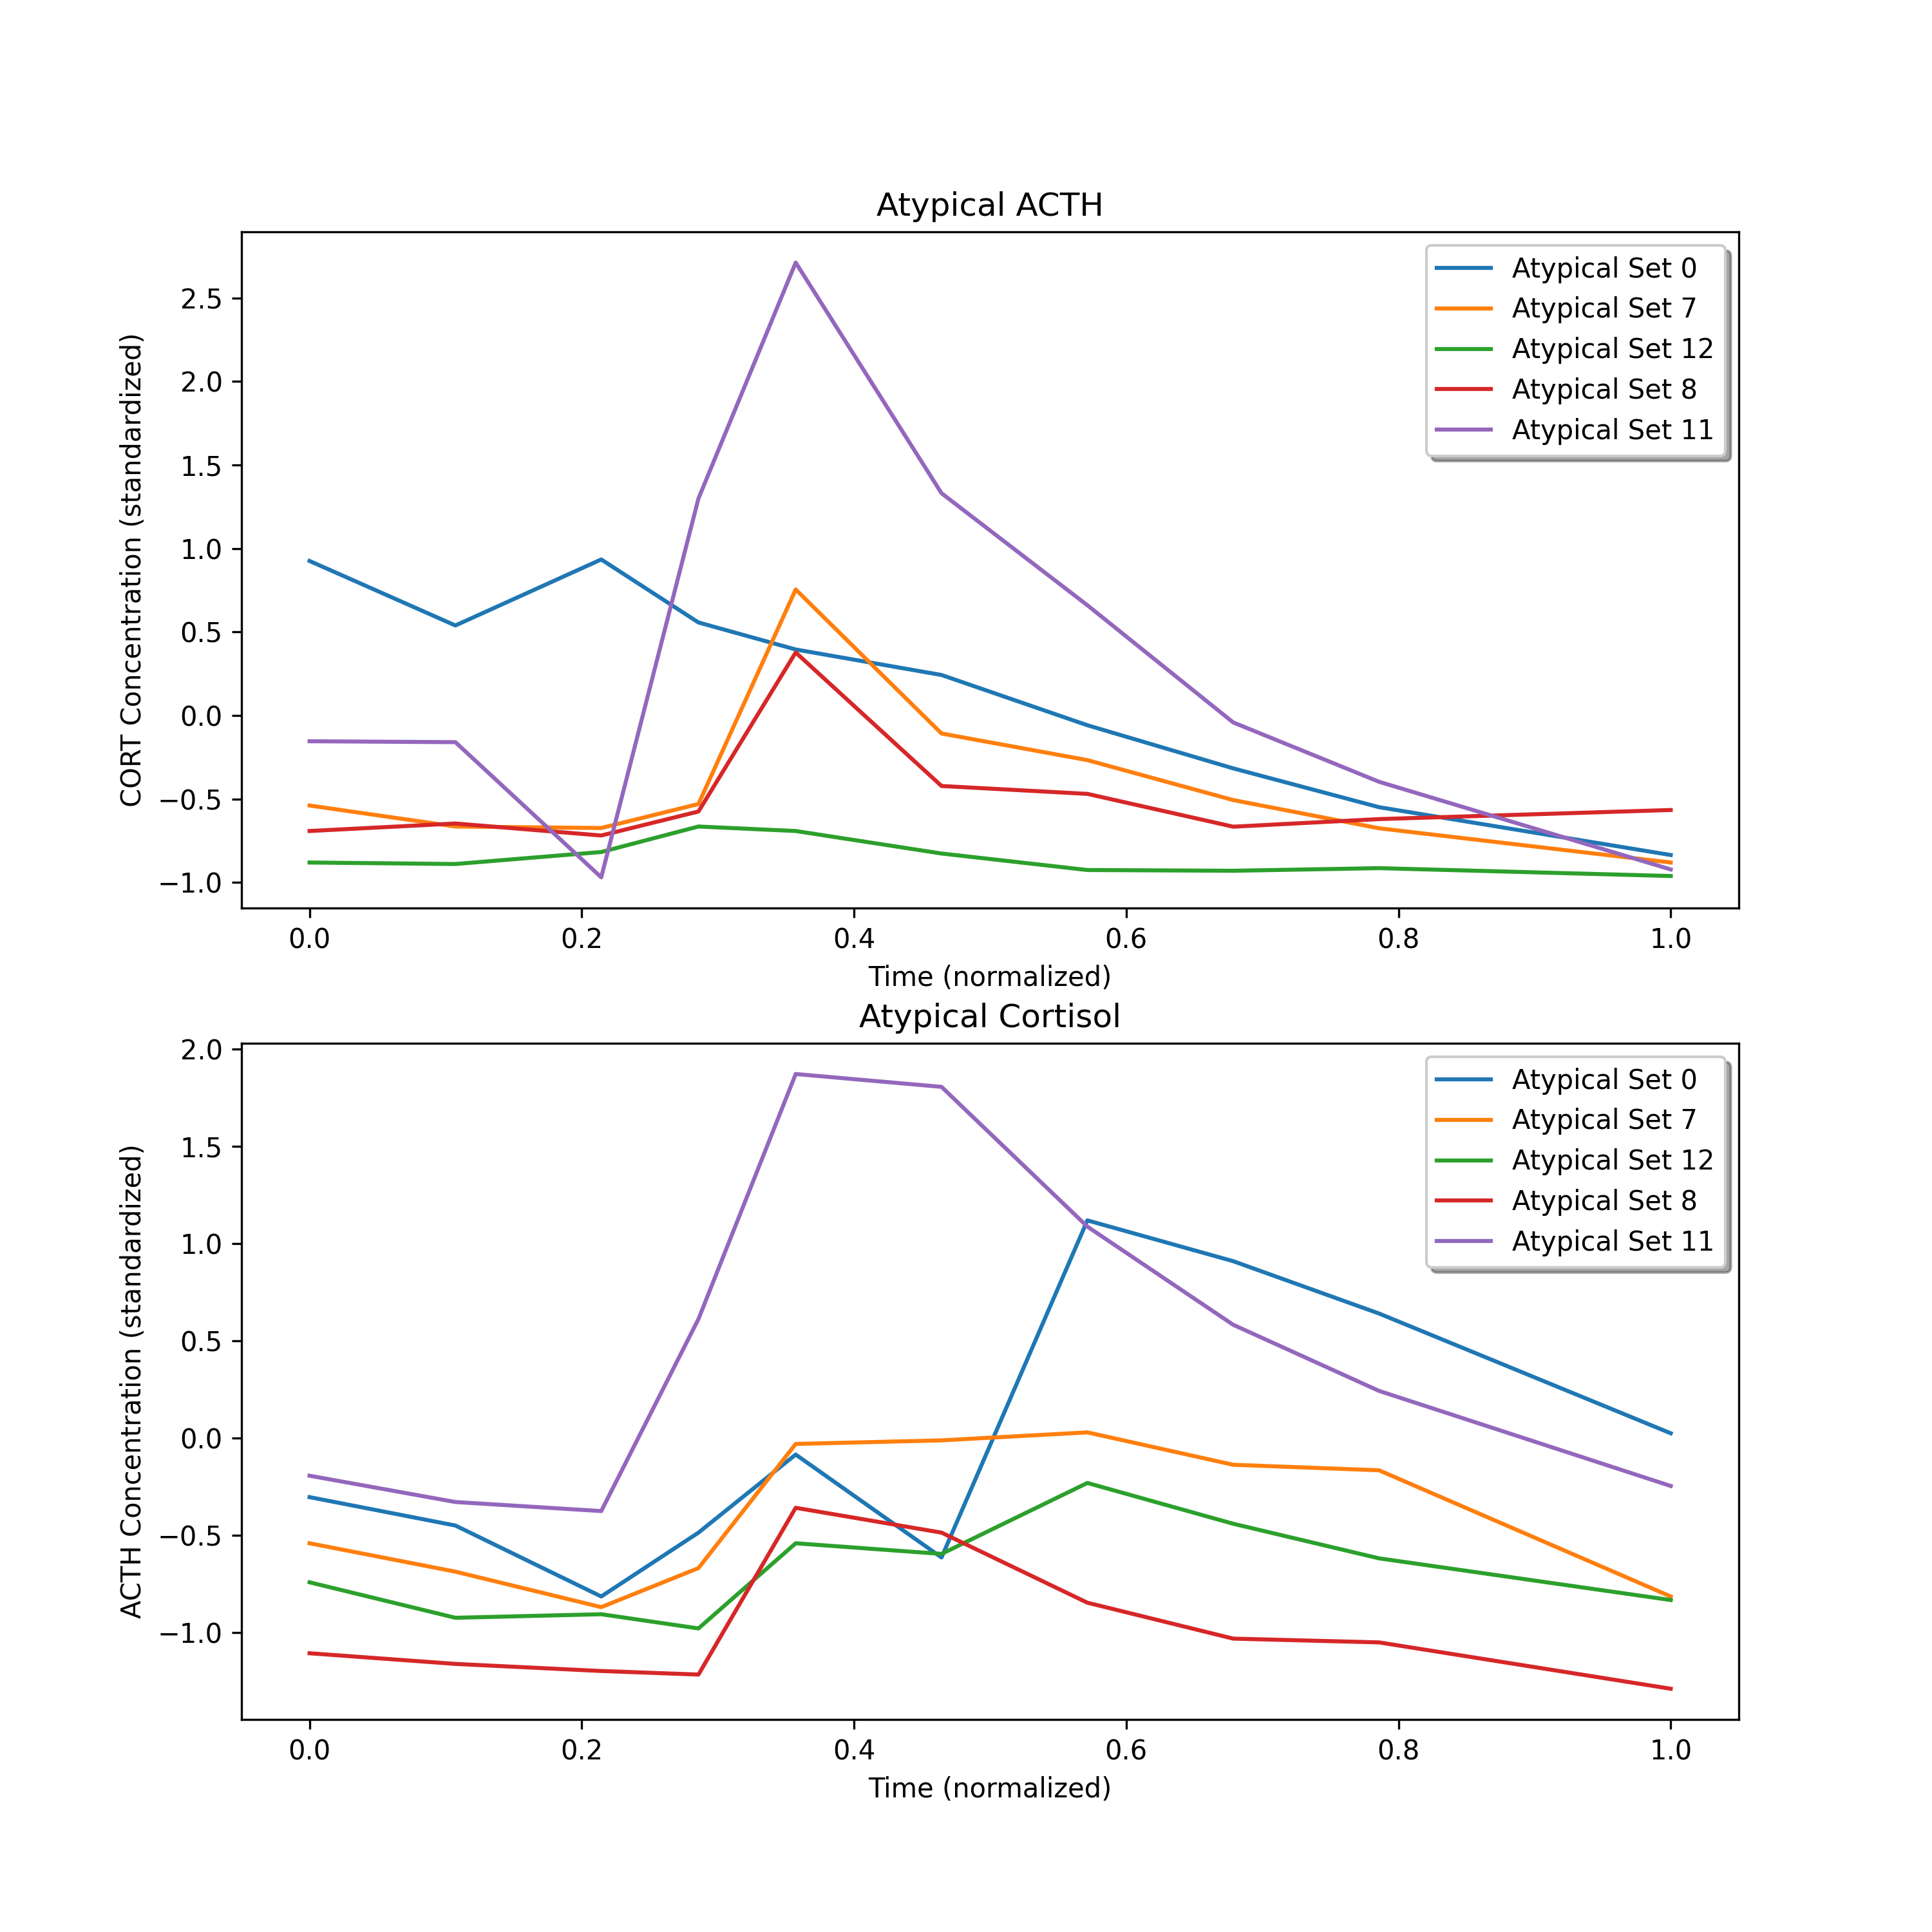 Atypical ACTH
CORT Concentration (standardized)
2.5
2.0
1.5
1.0
0.5
0.0
−0.5
−1.0
Atypical Set 0
Atypical Set 7
Atypical Set 12
Atypical Set 8
Atypical Set 11
0.0 0.2 0.4 0.6 0.8 1.0
Time (normalized)
Atypical Cortisol
ACTH Concentration (standardized)
2.0
1.5
1.0
0.5
0.0
−0.5
−1.0
Atypical Set 0
Atypical Set 7
Atypical Set 12
Atypical Set 8
Atypical Set 11
0.0 0.2 0.4 0.6 0.8 1.0
Time (normalized)